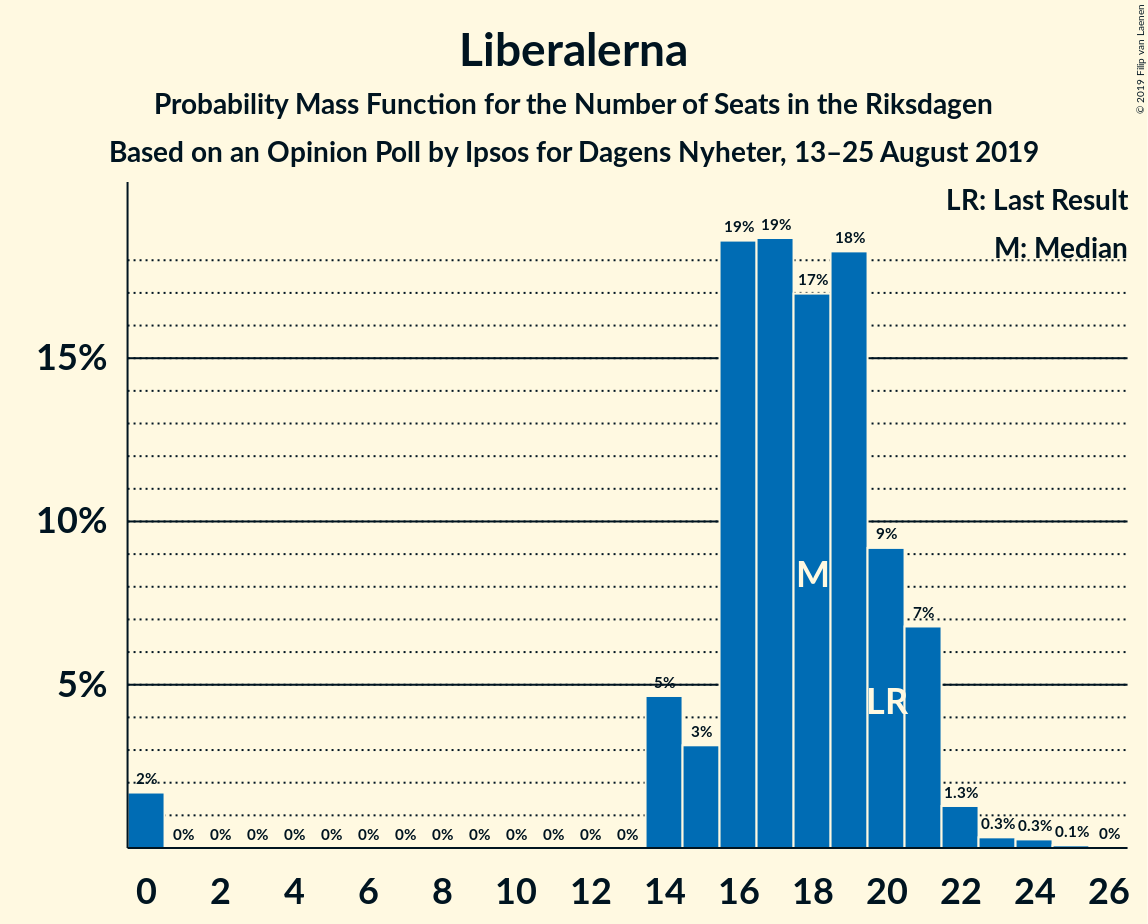 Liberalerna
Probability Mass Function for the Number of Seats in the Riksdagen
Based on an Opinion Poll by Ipsos for Dagens Nyheter, 13–25 August 2019
© 2019 Filip van Laenen
LR: Last Result
M: Median
15%
10%
5%
2% 0% 0% 0% 0% 0% 0% 0% 0% 0% 0% 0% 0% 0% 5% 3% 19% 19% 17% 18% 9% 7% 1.3% 0.3% 0.3% 0.1% 0%
M
LR
0 2 4 6 8 10 12 14 16 18 20 22 24 26